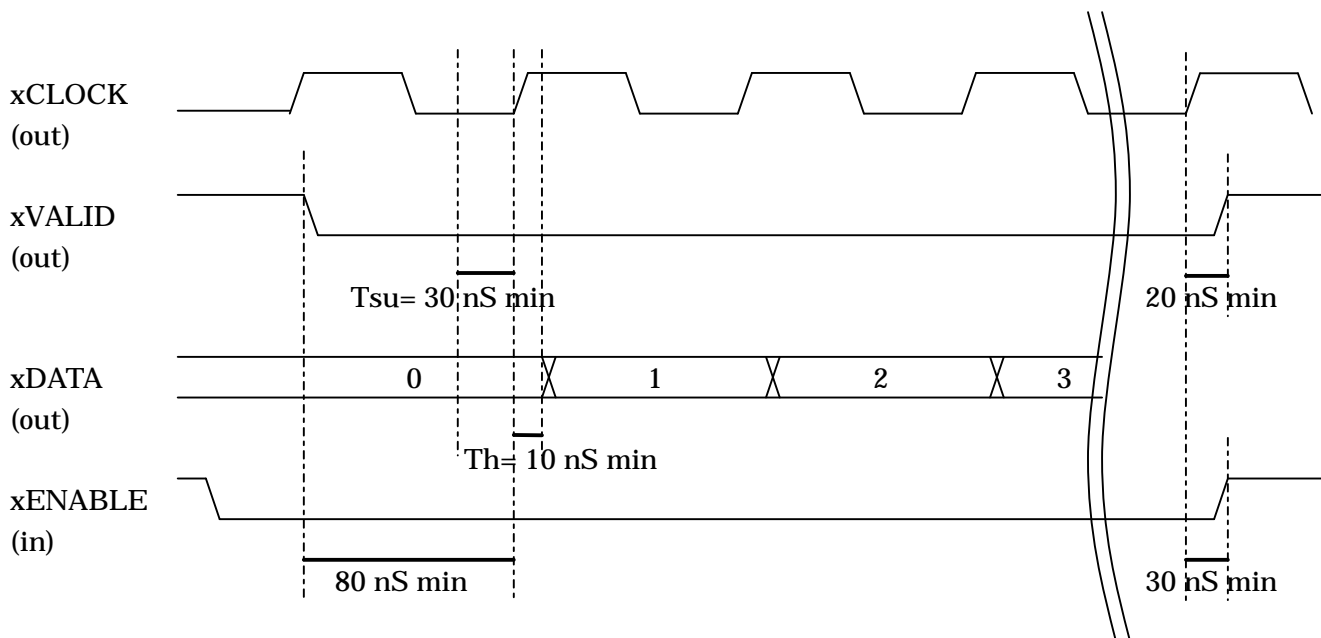 xCLOCK
(out)
xVALID
(out)
Tsu= 30 nS min
20 nS min
xDATA
(out)
0
1
2
3
Th= 10 nS min
xENABLE
(in)
80 nS min
30 nS min